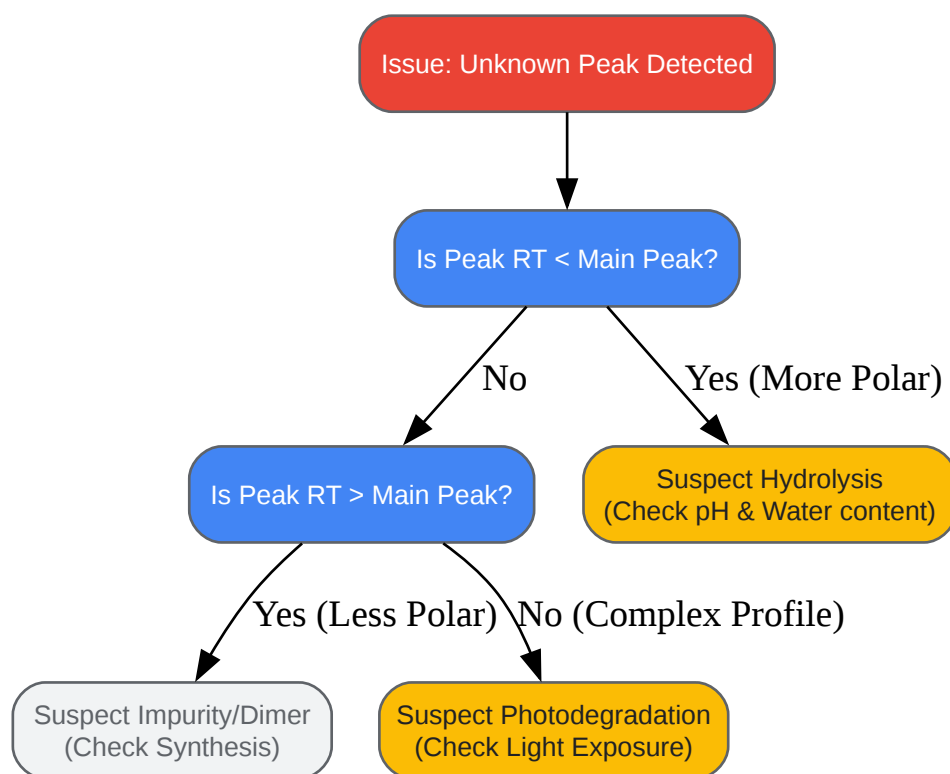 Issue: Unknown Peak Detected
Is Peak RT < Main Peak?
No
Yes (More Polar)
Is Peak RT > Main Peak?
Suspect Hydrolysis
(Check pH & Water content)
Yes (Less Polar)
No (Complex Profile)
Suspect Impurity/Dimer
(Check Synthesis)
Suspect Photodegradation
(Check Light Exposure)